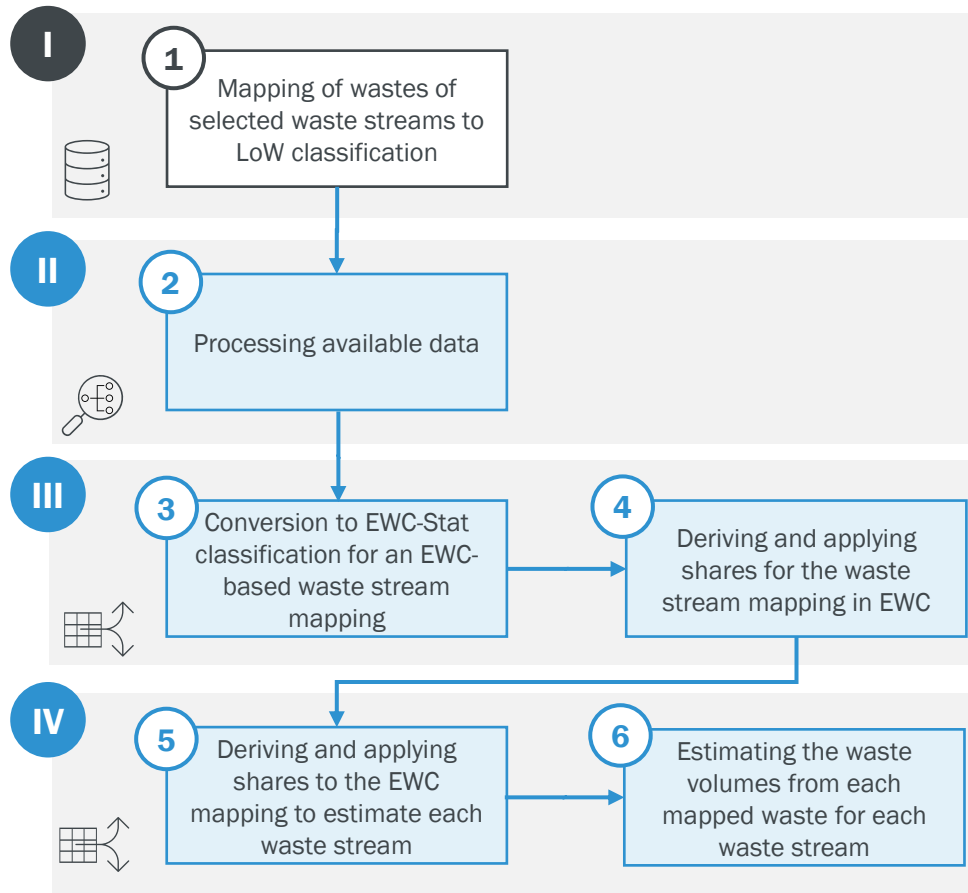 I
1
Mapping of wastes of
selected waste streams to
LoW classification
II
2
Processing available data
III
3
Conversion to EWC-Stat
classification for an EWC-
based waste stream
mapping
4
Deriving and applying
shares for the waste
stream mapping in EWC
IV
5
Deriving and applying
shares to the EWC
mapping to estimate each
waste stream
6
Estimating the waste
volumes from each
mapped waste for each
waste stream